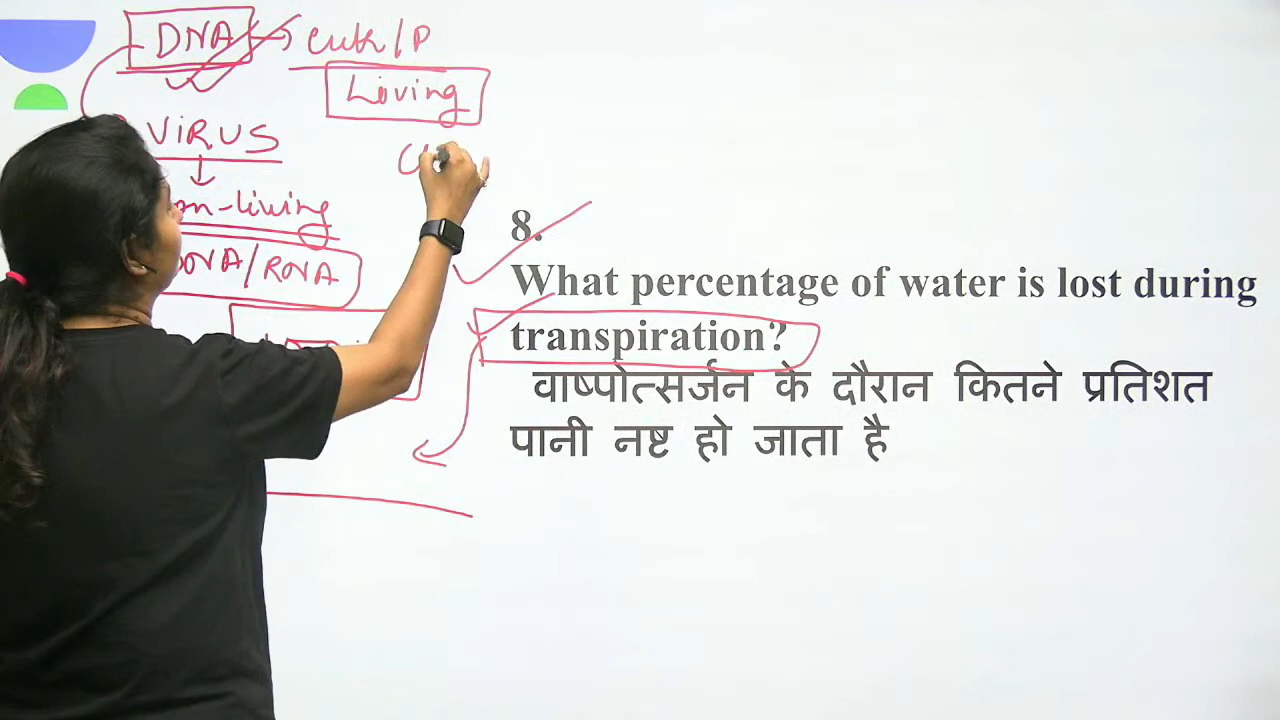 DNA → Euk/P
Living
VIRUS
on-living
DNA/RNA
8.
What percentage of water is lost during
transpiration?
वाष्पोत्सर्जन के दौरान कितने प्रतिशत
पानी नष्ट हो जाता है